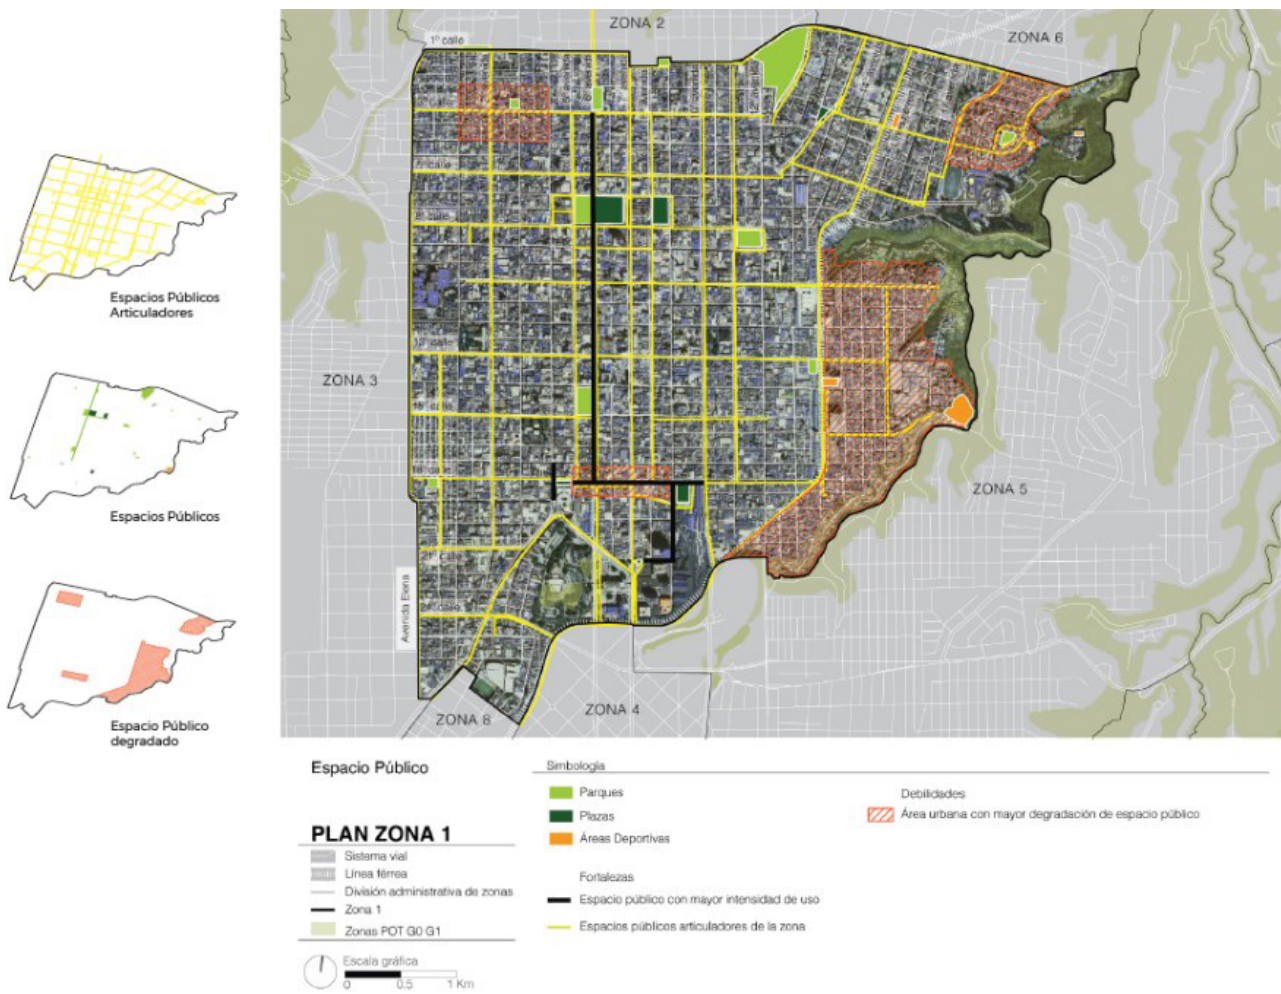 ZONA 2
ZONA 6
1º calle
12º calle
ZONA 3
ZONA 5
Avenida Elena
ZONA 8
ZONA 4
Espacios Públicos
Articuladores
Espacios Públicos
Espacio Público
degradado
Espacio Público
PLAN ZONA 1
Sistema vial
Línea férrea
División administrativa de zonas
Zona 1
Zonas POT G0 G1
Escala gráfica
0 0.5 1 Km
Simbología
Parques
Plazas
Áreas Deportivas
Fortalezas
Espacio público con mayor intensidad de uso
Espacios públicos articuladores de la zona
Debilidades
Área urbana con mayor degradación de espacio público